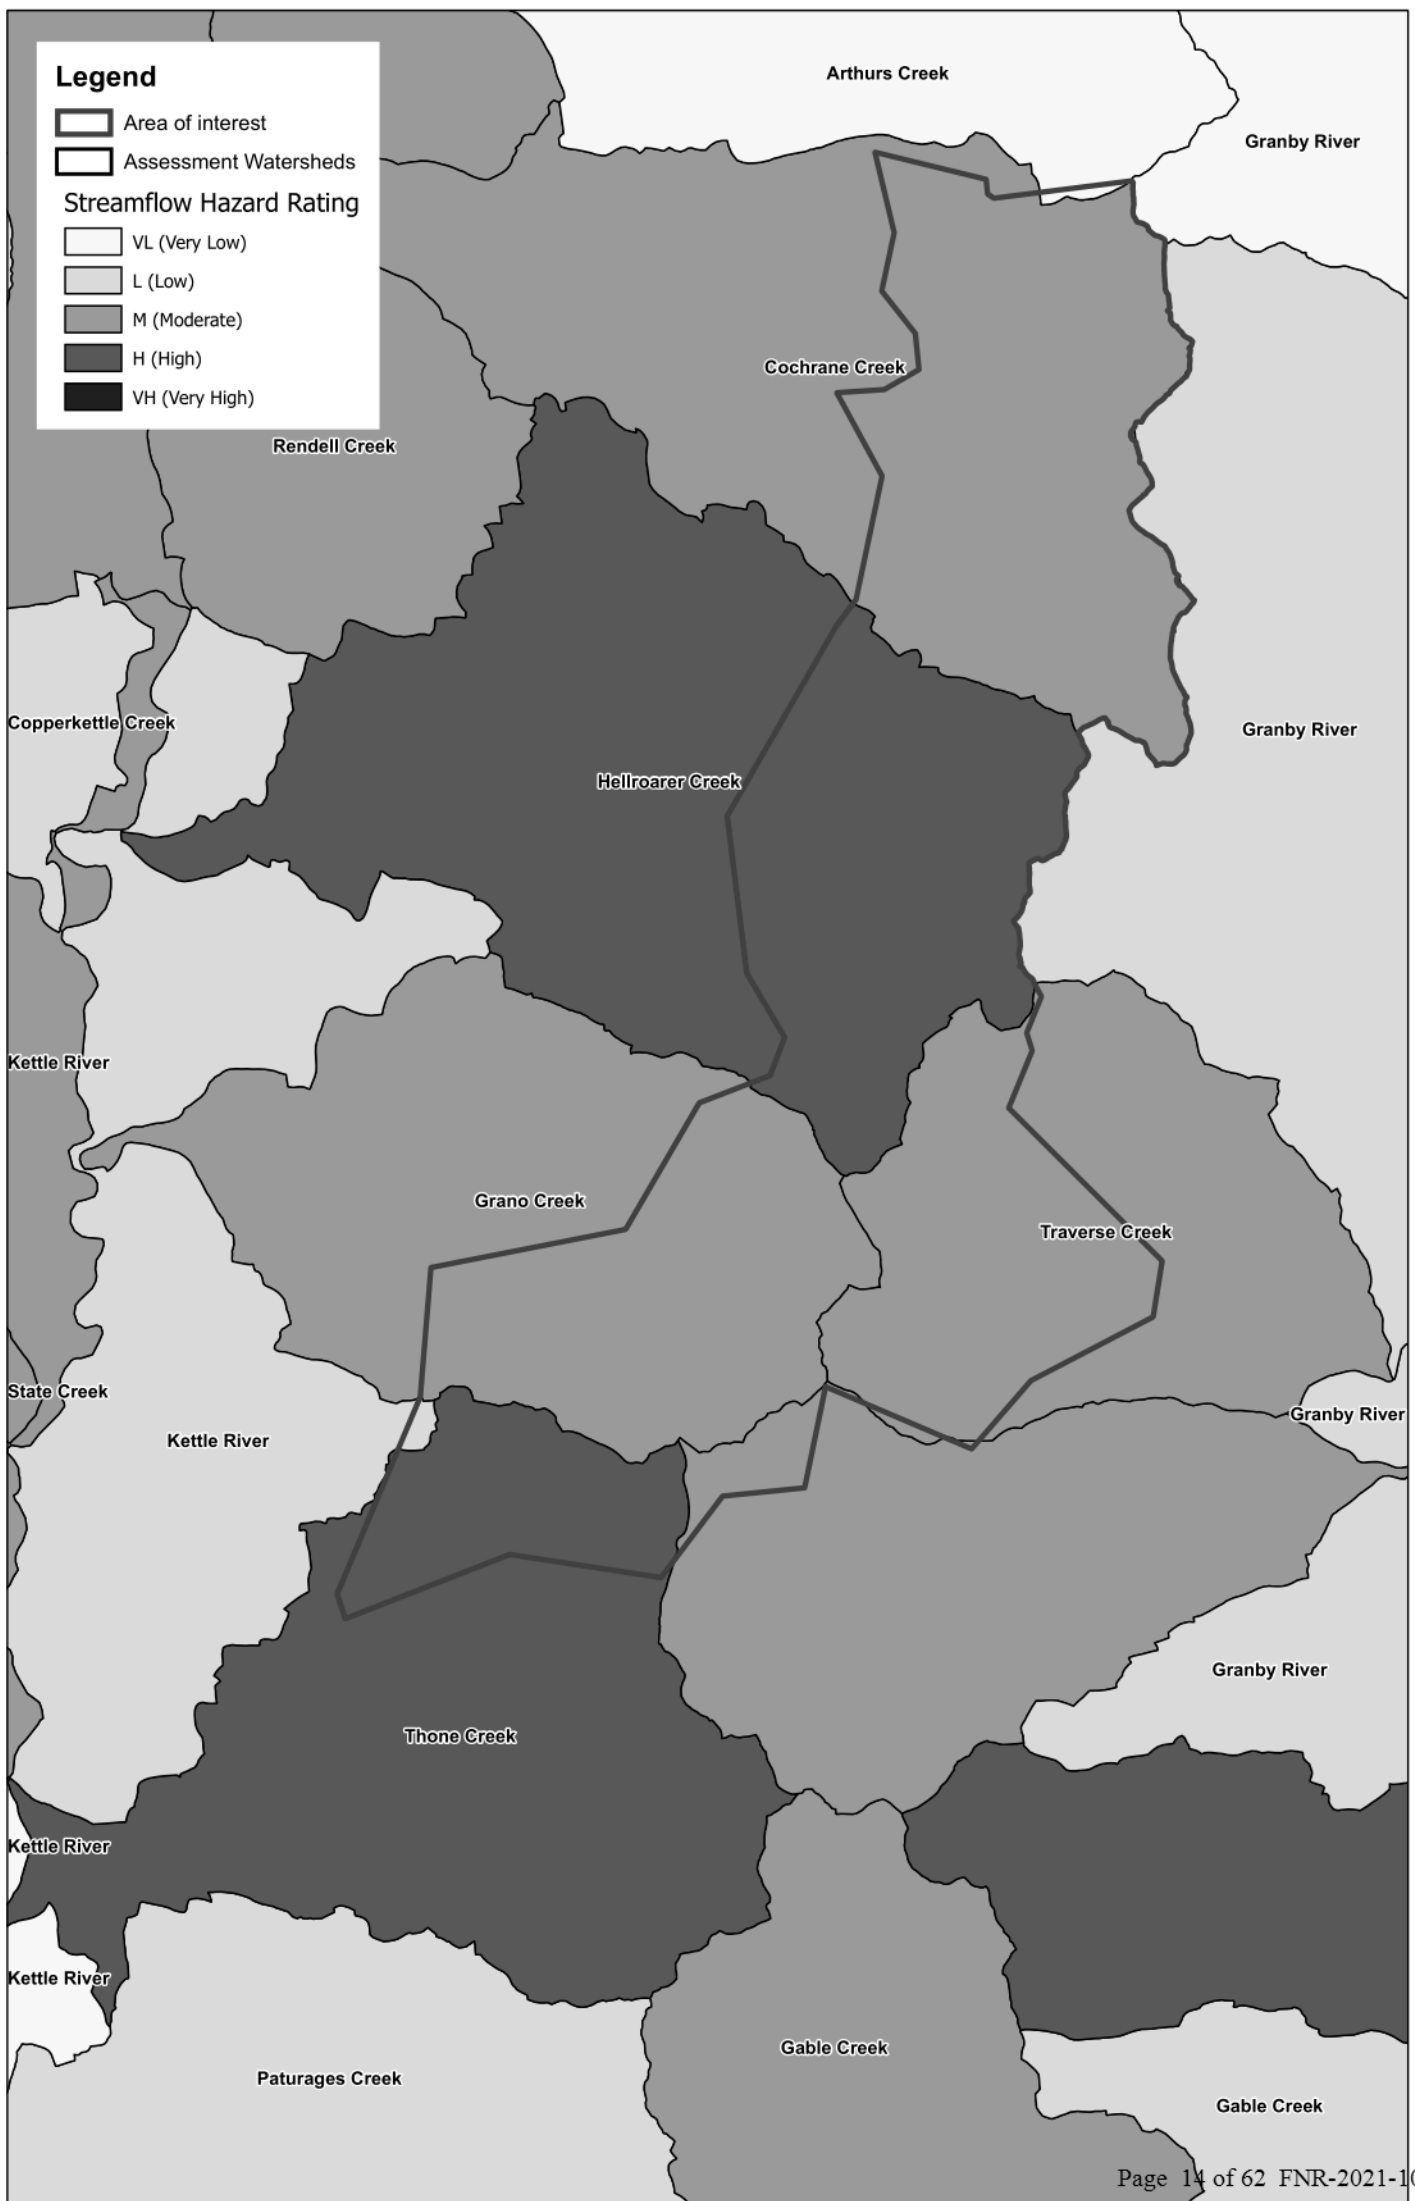 Legend
Area of interest
Assessment Watersheds
Streamflow Hazard Rating
VL (Very Low)
L (Low)
M (Moderate)
H (High)
VH (Very High)
Arthurs Creek
Granby River
Cochrane Creek
Rendell Creek
Copperkettle Creek
Granby River
Hellroarer Creek
Kettle River
Grano Creek
Traverse Creek
State Creek
Granby River
Kettle River
Granby River
Thone Creek
Kettle River
Kettle River
Gable Creek
Paturages Creek
Gable Creek
Page 14 of 62 FNR-2021-10